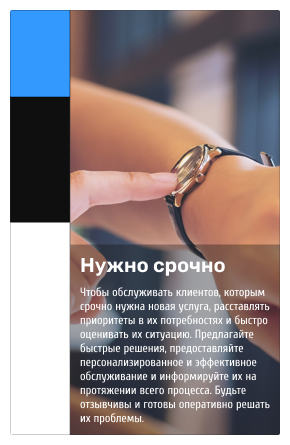 Нужно срочно
Чтобы обслуживать клиентов, которым
срочно нужна новая услуга, расставлять
приоритеты в их потребностях и быстро
оценивать их ситуацию. Предлагайте
быстрые решения, предоставляйте
персонализированное и эффективное
обслуживание и информируйте их на
протяжении всего процесса. Будьте
отзывчивы и готовы оперативно решать
их проблемы.